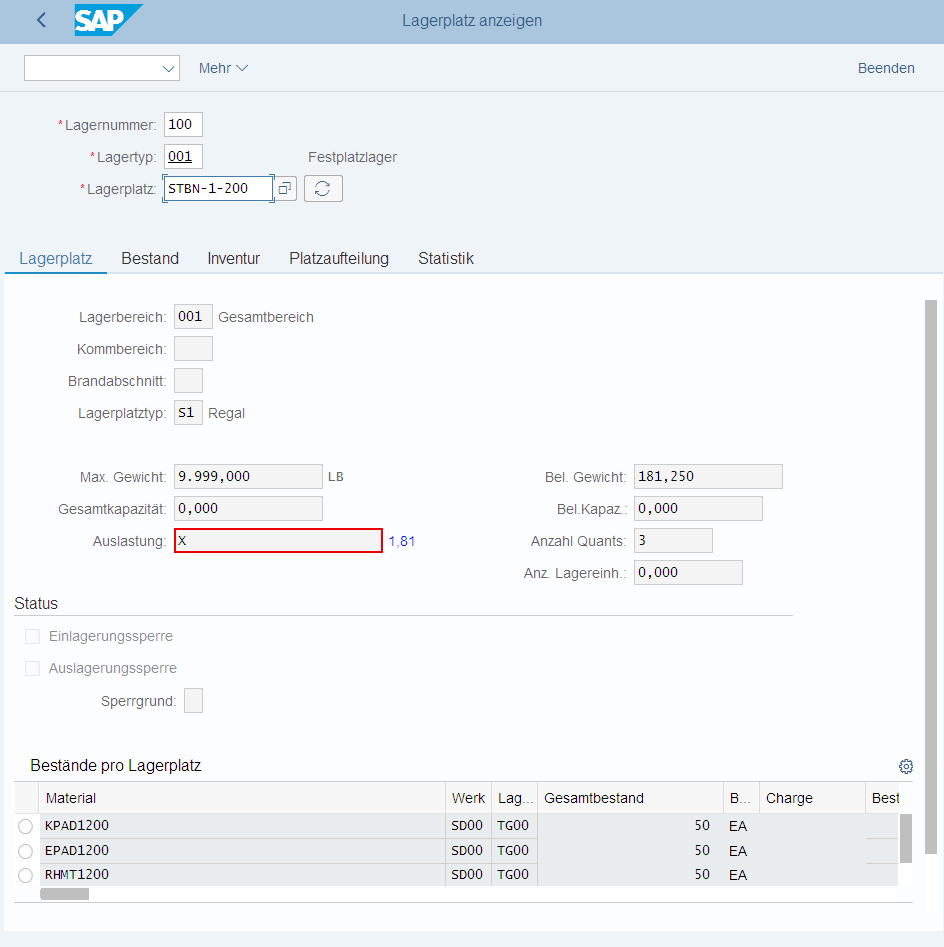 SAP Lagerplatz anzeigen
Mehr Beenden
*Lagernummer: 100
*Lagertyp: 001 Festplatzlager
*Lagerplatz: STBN-1-200
Lagerplatz Bestand Inventur Platzaufteilung Statistik
Lagerbereich: 001 Gesamtbereich
Kommbereich:
Brandabschnitt:
Lagerplatztyp: S1 Regal
Max. Gewicht: 9.999,000 LB Bel. Gewicht: 181,250
Gesamtkapazität: 0,000 Bel.Kapaz.: 0,000
Auslastung: X 1,81 Anzahl Quants: 3
Anz. Lagereinh.: 0,000
Status
Einlagerungssperre
Auslagerungssperre
Sperrgrund:
Bestände pro Lagerplatz
Material Werk Lag... Gesamtbestand B... Charge Best
KPAD1200 SD00 TG00 50 EA
EPAD1200 SD00 TG00 50 EA
RHMT1200 SD00 TG00 50 EA